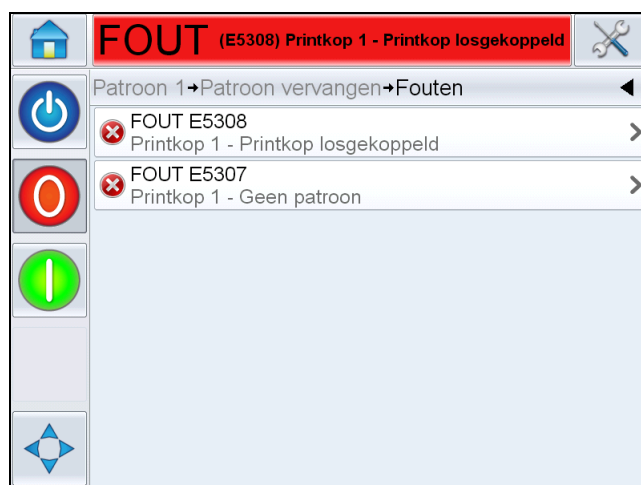 FOUT (E5308) Printkop 1 - Printkop losgekoppeld
Patroon 1→Patroon vervangen→Fouten
FOUT E5308
Printkop 1 - Printkop losgekoppeld
FOUT E5307
Printkop 1 - Geen patroon